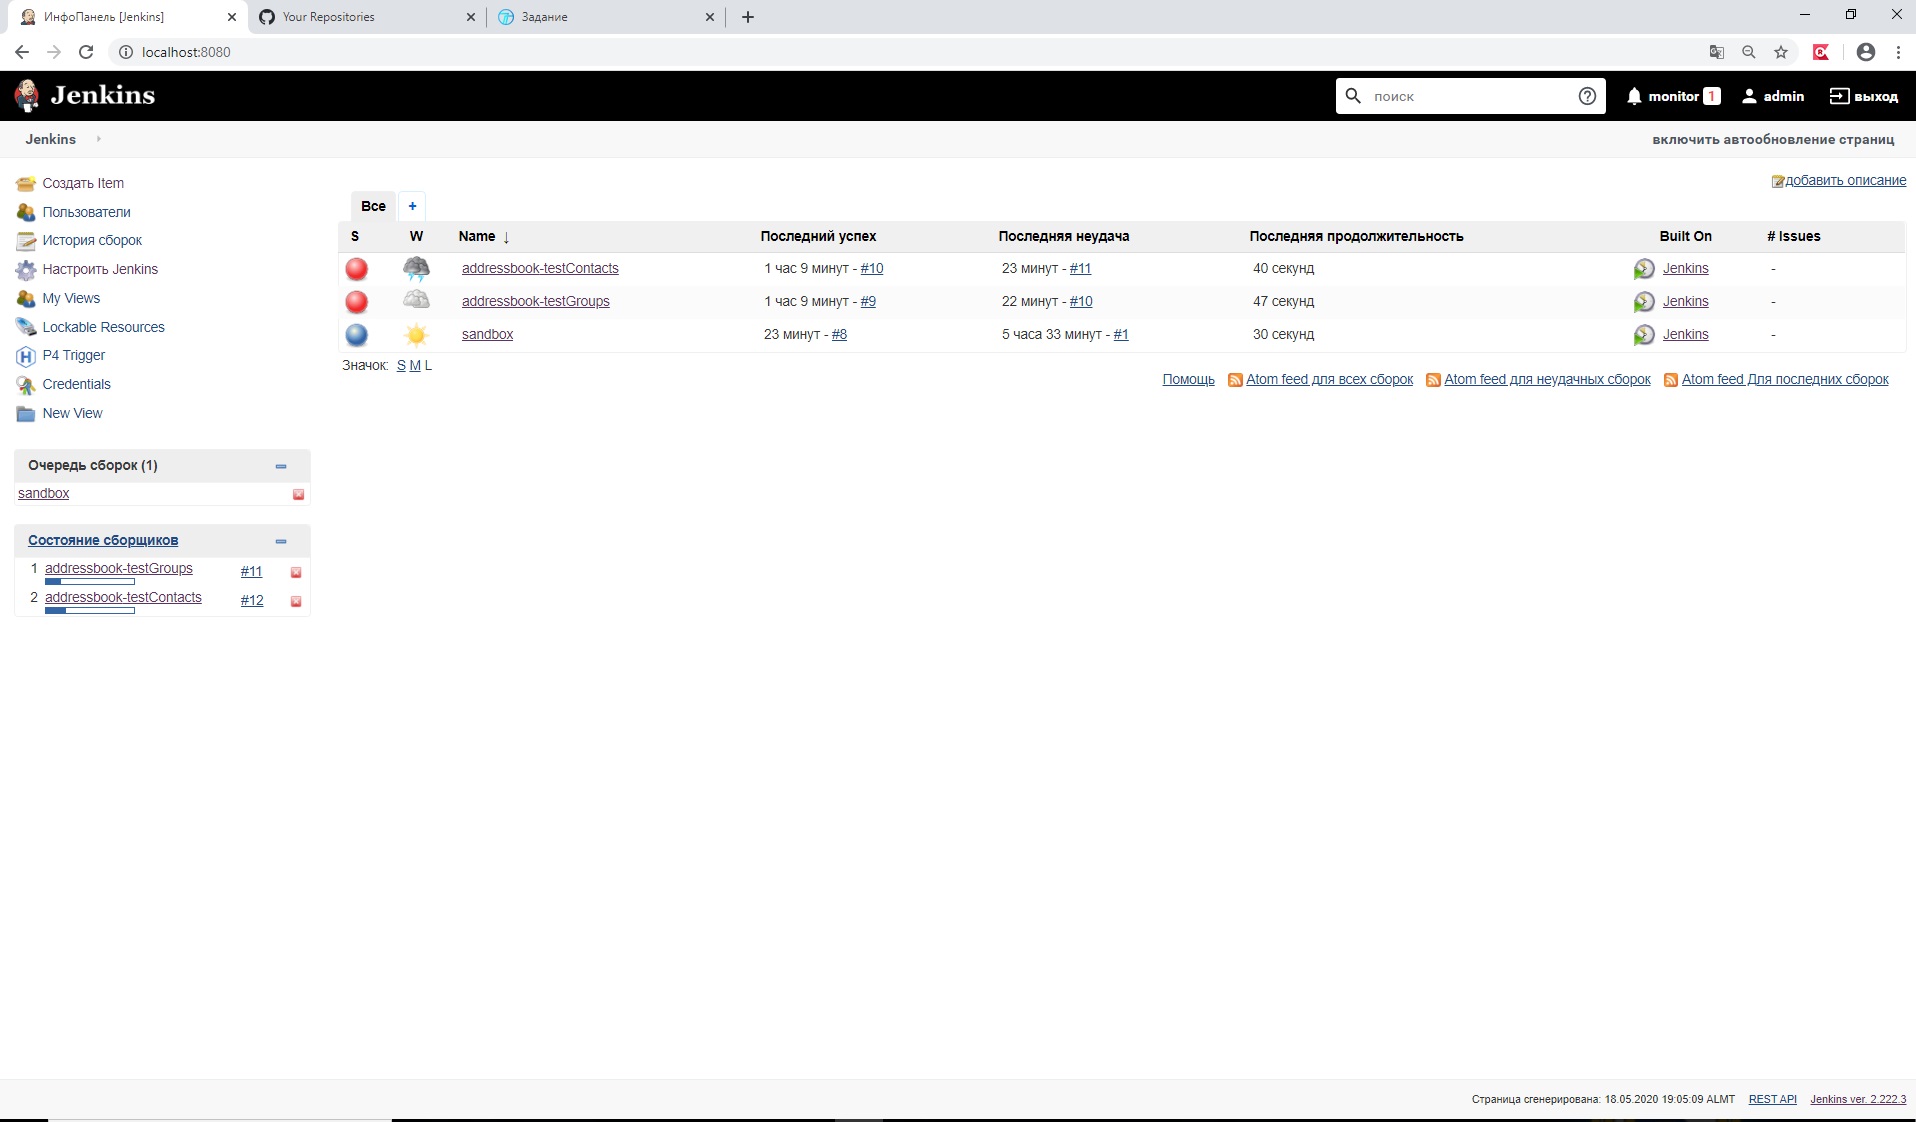 ИнфоПанель [Jenkins]
Your Repositories
Задание
localhost:8080
Jenkins
поиск
monitor 1
admin
выход
Jenkins
включить автообновление страниц
Создать Item
Пользователи
История сборок
Настроить Jenkins
My Views
Lockable Resources
P4 Trigger
Credentials
New View
Очередь сборок (1)
sandbox
Состояние сборщиков
1 addressbook-testGroups #11
2 addressbook-testContacts #12
добавить описание
Все +
S W Name ↓ Последний успех Последняя неудача Последняя продолжительность Built On # Issues
addressbook-testContacts 1 час 9 минут - #10 23 минут - #11 40 секунд Jenkins -
addressbook-testGroups 1 час 9 минут - #9 22 минут - #10 47 секунд Jenkins -
sandbox 23 минут - #8 5 часа 33 минут - #1 30 секунд Jenkins -
Значок: S M L
Помощь Atom feed для всех сборок Atom feed для неудачных сборок Atom feed Для последних сборок
Страница сгенерирована: 18.05.2020 19:05:09 ALMT REST API Jenkins ver. 2.222.3